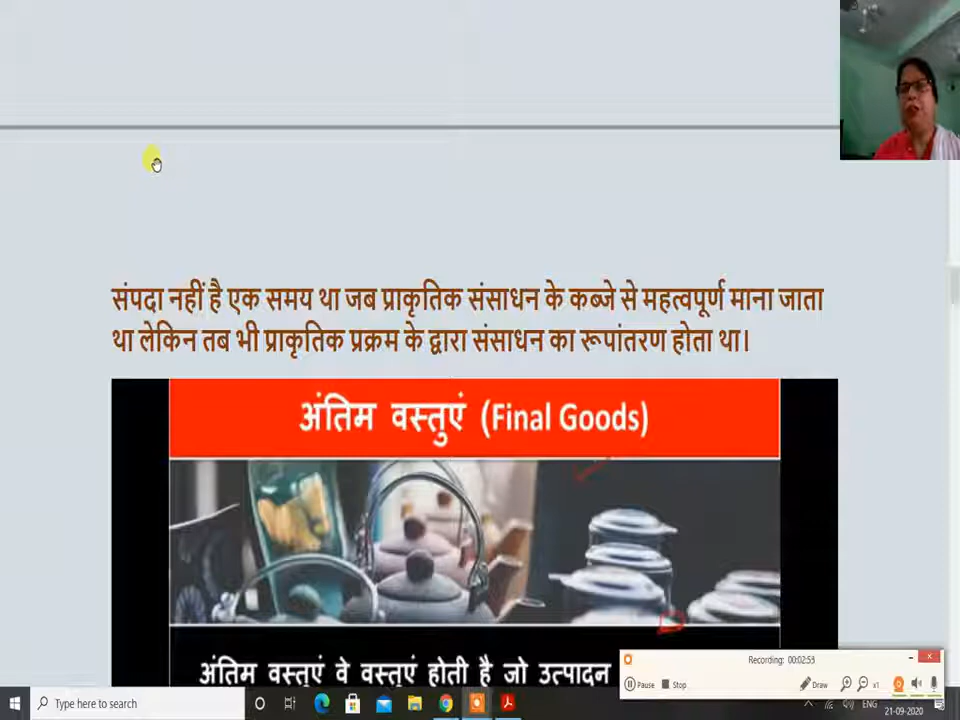 संपदा नहीं है एक समय था जब प्राकृतिक संसाधन के कब्जे से महत्वपूर्ण माना जाता
था लेकिन तब भी प्राकृतिक प्रक्रम के द्वारा संसाधन का रूपांतरण होता था।
अंतिम वस्तुएं (Final Goods)
अंतिम वस्तुएं वे वस्तुएं होती है जो उत्पादन
Recording: 00:02:53
Pause Stop Draw x1
Type here to search
ENG
21-09-2020